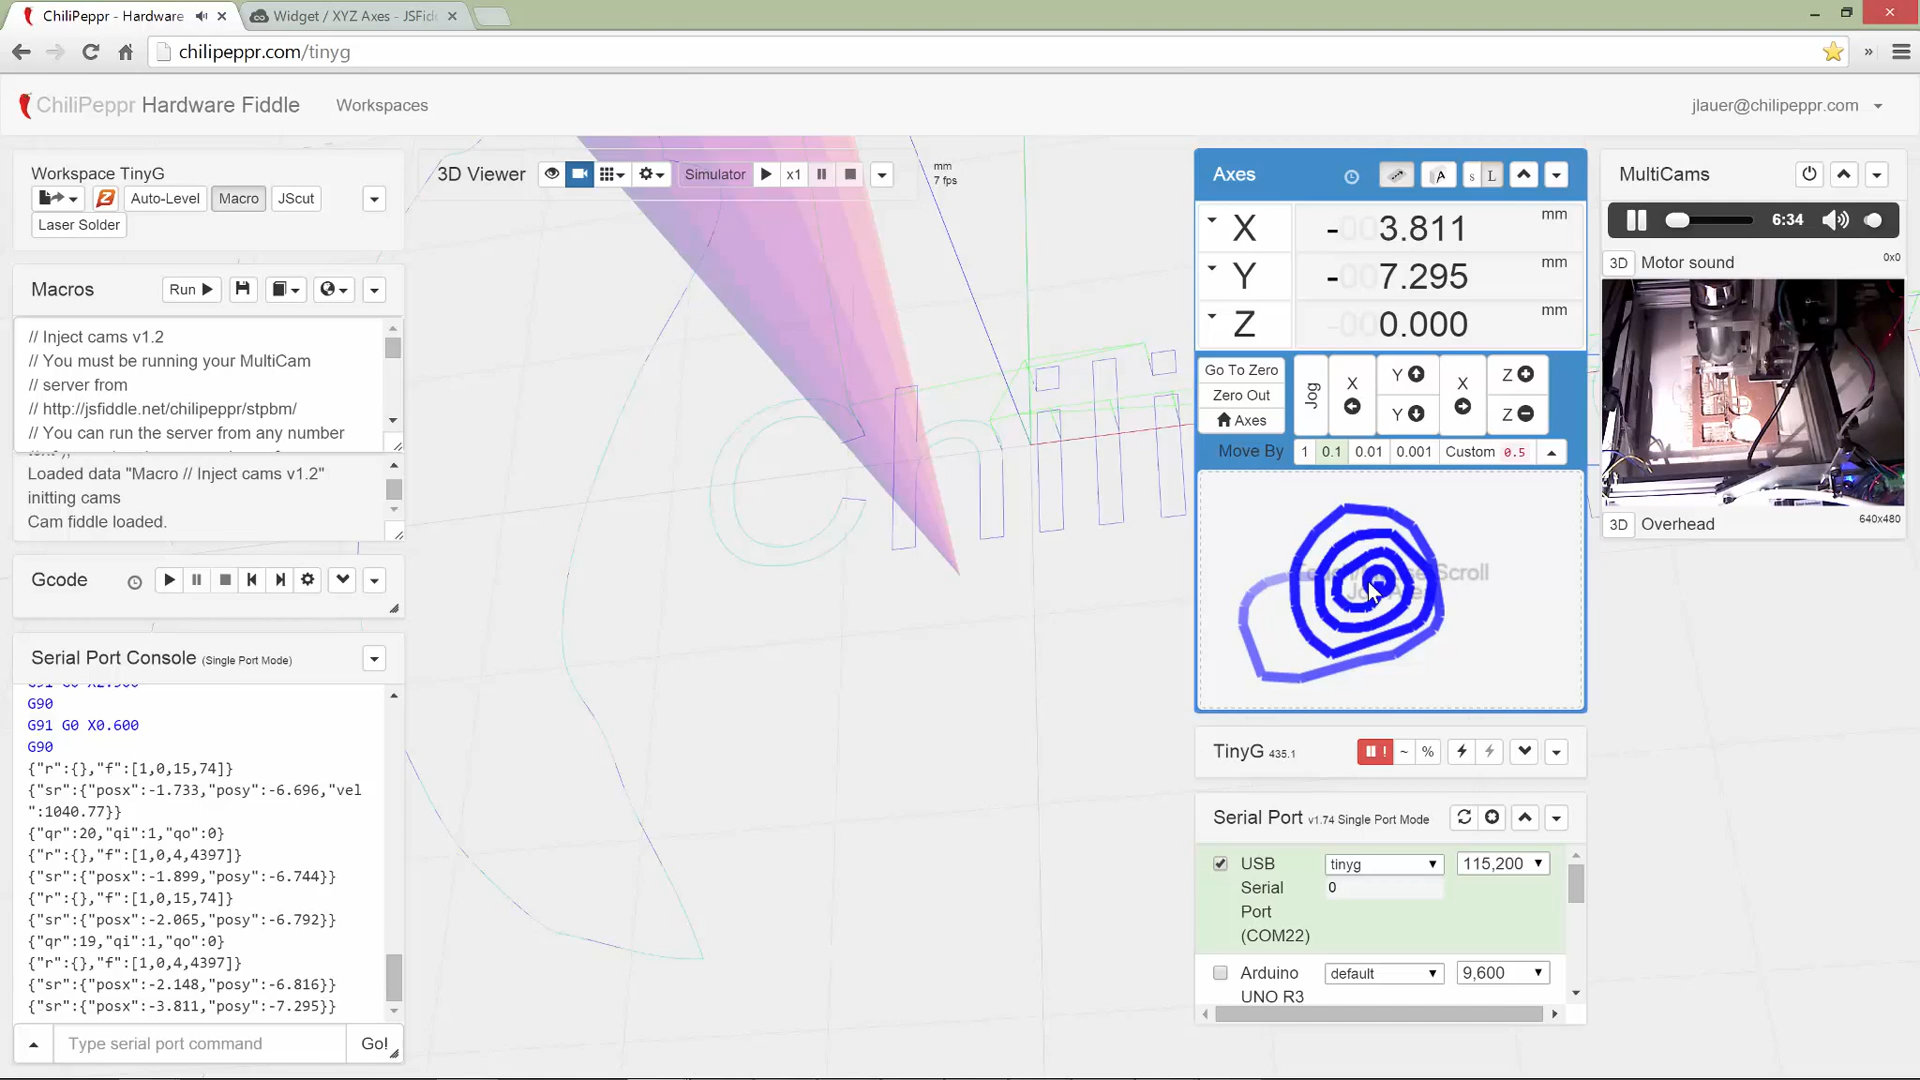 ChiliPeppr - Hardware
Widget / XYZ Axes - JSFid
chilipeppr.com/tinyg
ChiliPeppr Hardware Fiddle
Workspaces
jlauer@chilipeppr.com
Workspace TinyG
Auto-Level
Macro
JScut
Laser Solder
Macros
Run
// Inject cams v1.2
// You must be running your MultiCam
// server from
// http://jsfiddle.net/chilipeppr/stpbm/
// You can run the server from any number
Loaded data "Macro // Inject cams v1.2"
initting cams
Cam fiddle loaded.
Gcode
Serial Port Console (Single Port Mode)
G91 G0 X2.900
G90
G91 G0 X0.600
G90
{"r":{},"f":[1,0,15,74]}
{"sr":{"posx":-1.733,"posy":-6.696,"vel
":1040.77}}
{"qr":20,"qi":1,"qo":0}
{"r":{},"f":[1,0,4,4397]}
{"sr":{"posx":-1.899,"posy":-6.744}}
{"r":{},"f":[1,0,15,74]}
{"sr":{"posx":-2.065,"posy":-6.792}}
{"qr":19,"qi":1,"qo":0}
{"r":{},"f":[1,0,4,4397]}
{"sr":{"posx":-2.148,"posy":-6.816}}
{"sr":{"posx":-3.811,"posy":-7.295}}
Type serial port command
Go!
3D Viewer
Simulator
x1
mm
7 fps
Chili
Axes
A
s L
X -003.811 mm
Y -007.295 mm
Z -000.000 mm
Go To Zero
Zero Out
Axes
Jog
X
Y
Y
X
Z
Z
Move By
1
0.1
0.01
0.001
Custom 0.5
Scroll
TinyG 435.1
! ~ %
Serial Port v1.74 Single Port Mode
USB
Serial
Port
(COM22)
tinyg
0
115,200
Arduino
UNO R3
default
9,600
MultiCams
6:34
3D Motor sound 0x0
3D Overhead 640x480